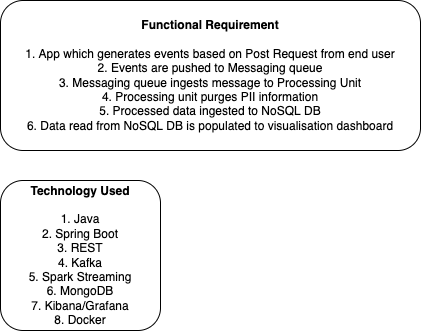 Functional Requirement
1. App which generates events based on Post Request from end user
2. Events are pushed to Messaging queue
3. Messaging queue ingests message to Processing Unit
4. Processing unit purges PII information
5. Processed data ingested to NoSQL DB
6. Data read from NoSQL DB is populated to visualisation dashboard
Technology Used
1. Java
2. Spring Boot
3. REST
4. Kafka
5. Spark Streaming
6. MongoDB
7. Kibana/Grafana
8. Docker